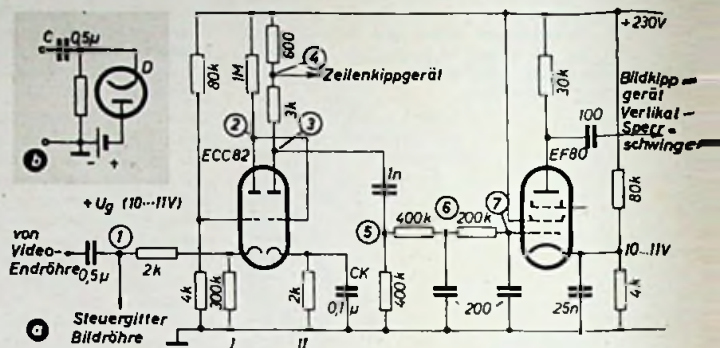 C
0,5µ
D
-
+
b
80k
1M
600
4
Zeilenkippgerät
3k
2
3
ECC82
+ Ug (10...11V)
von
Video-
Endröhre
0,5µ
1
2k
Steuergitter
Bildröhre
4k
300k
2k
CK
0,1µ
I
II
a
1n
5
400k
6
200k
7
400k
200
+230V
30k
EF80
100
Bildkipp
gerät
Vertikal-
Sperr-
schwinger
80k
10...11V
25n
4k